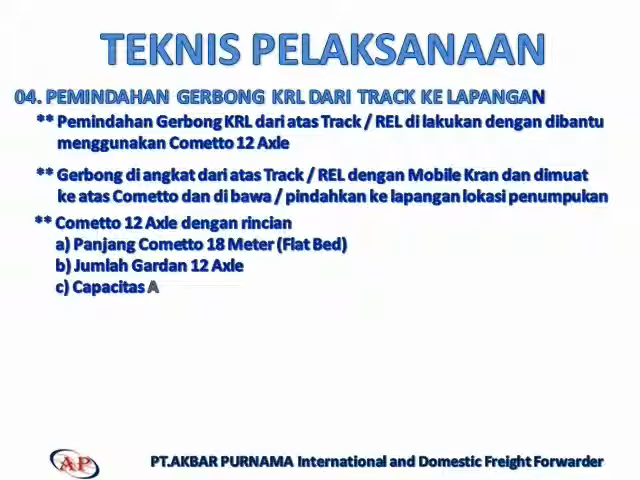 TEKNIS PELAKSANAAN
04. PEMINDAHAN GERBONG KRL DARI TRACK KE LAPANGAN
** Pemindahan Gerbong KRL dari atas Track / REL di lakukan dengan dibantu
menggunakan Cometto 12 Axle
** Gerbong di angkat dari atas Track / REL dengan Mobile Kran dan dimuat
ke atas Cometto dan di bawa / pindahkan ke lapangan lokasi penumpukan
** Cometto 12 Axle dengan rincian
a) Panjang Cometto 18 Meter (Flat Bed)
b) Jumlah Gardan 12 Axle
c) Capacitas A
AP
PT.AKBAR PURNAMA International and Domestic Freight Forwarder